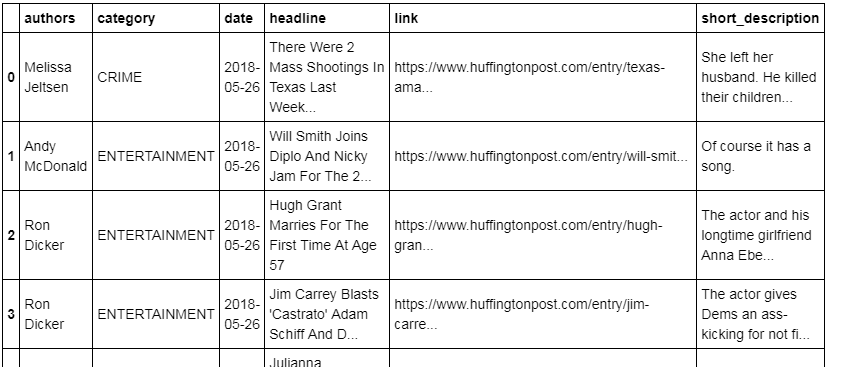 authors category date headline link short_description
0 Melissa Jeltsen CRIME 2018-05-26 There Were 2 Mass Shootings In Texas Last Week... https://www.huffingtonpost.com/entry/texas-ama... She left her husband. He killed their children...
1 Andy McDonald ENTERTAINMENT 2018-05-26 Will Smith Joins Diplo And Nicky Jam For The 2... https://www.huffingtonpost.com/entry/will-smit... Of course it has a song.
2 Ron Dicker ENTERTAINMENT 2018-05-26 Hugh Grant Marries For The First Time At Age 57 https://www.huffingtonpost.com/entry/hugh-gran... The actor and his longtime girlfriend Anna Ebe...
3 Ron Dicker ENTERTAINMENT 2018-05-26 Jim Carrey Blasts 'Castrato' Adam Schiff And D... https://www.huffingtonpost.com/entry/jim-carre... The actor gives Dems an ass-kicking for not fi...
Julianna